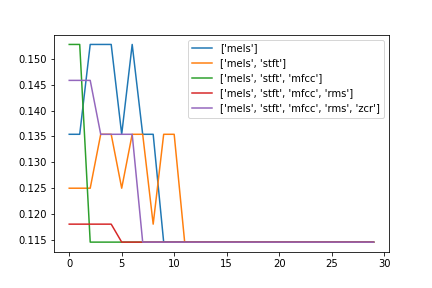 0.150
0.145
0.140
0.135
0.130
0.125
0.120
0.115
0 5 10 15 20 25 30
['mels']
['mels', 'stft']
['mels', 'stft', 'mfcc']
['mels', 'stft', 'mfcc', 'rms']
['mels', 'stft', 'mfcc', 'rms', 'zcr']